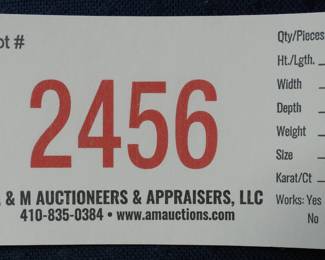 ot #
2456
& M AUCTIONEERS & APPRAISERS, LLC
410-835-0384 • www.amauctions.com
Qty/Pieces
Ht./Lgth.
Width
Depth
Weight
Size
Karat/Ct
Works: Yes
No